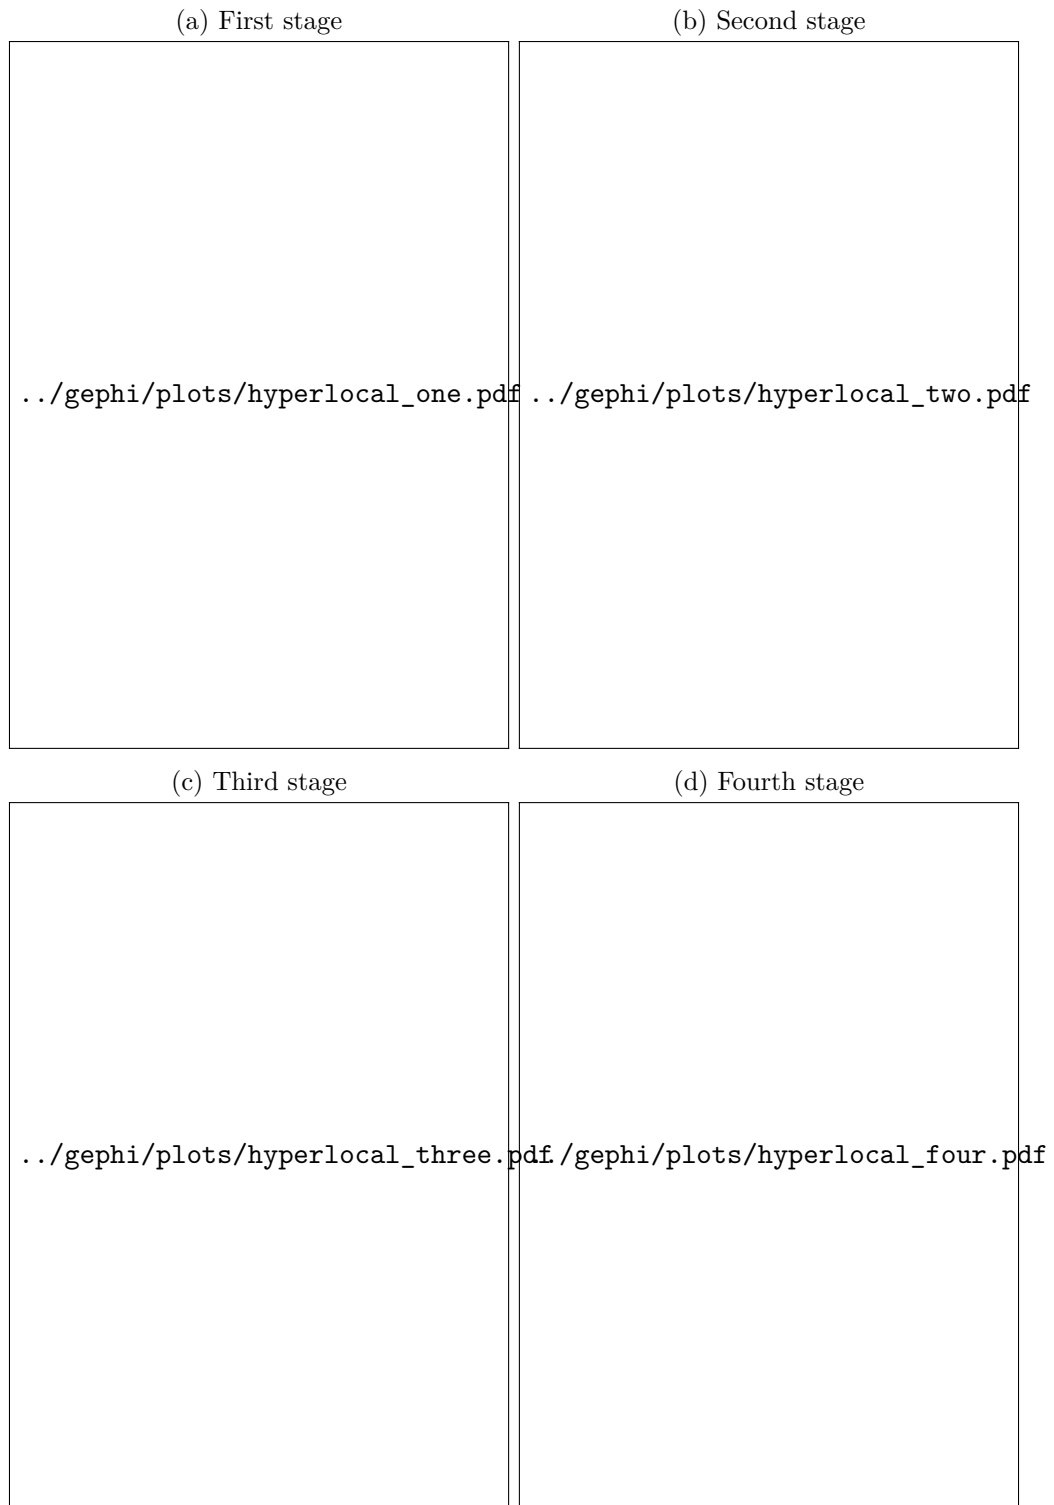 (a) First stage
(b) Second stage
../gephi/plots/hyperlocal_one.pdf
../gephi/plots/hyperlocal_two.pdf
(c) Third stage
(d) Fourth stage
../gephi/plots/hyperlocal_three.pdf
../gephi/plots/hyperlocal_four.pdf